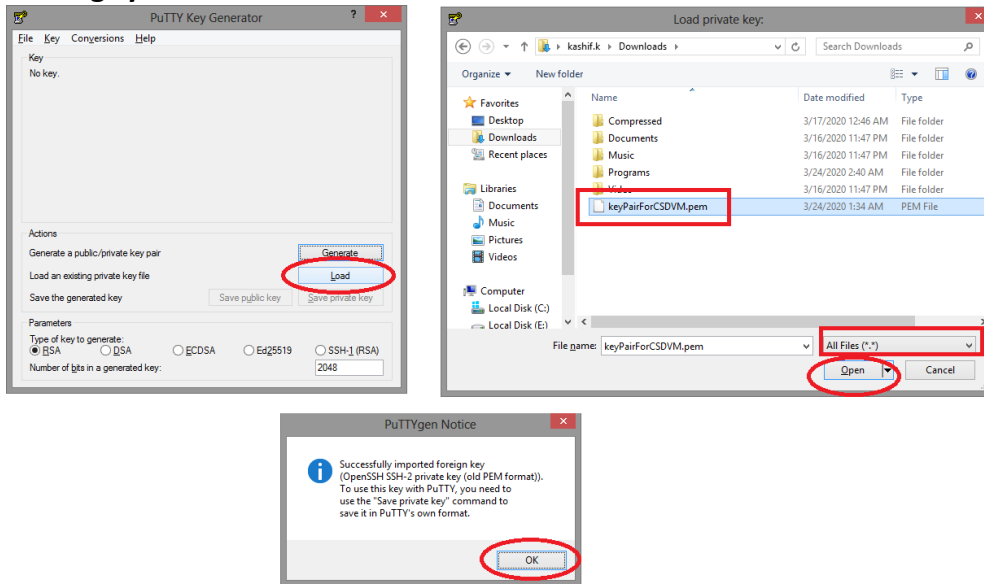 PuTTY Key Generator
?
×
File Key Conversions Help
Key
No key.
Actions
Generate a public/private key pair
Generate
Load an existing private key file
Load
Save the generated key
Save public key
Save private key
Parameters
Type of key to generate:
RSA
DSA
ECDSA
Ed25519
SSH-1 (RSA)
Number of bits in a generated key:
2048
Load private key:
×
kashif.k ▸ Downloads ▸
Search Downloads
Organize ▾ New folder
Favorites
Desktop
Downloads
Recent places
Libraries
Documents
Music
Pictures
Videos
Computer
Local Disk (C:)
Local Disk (E:)
Name Date modified Type
Compressed 3/17/2020 12:46 AM File folder
Documents 3/16/2020 11:47 PM File folder
Music 3/16/2020 11:47 PM File folder
Programs 3/24/2020 2:40 AM File folder
Video 3/16/2020 11:47 PM File folder
keyPairForCSDVM.pem 3/24/2020 1:34 AM PEM File
File name: keyPairForCSDVM.pem
All Files (*.*)
Open
Cancel
PuTTYgen Notice
×
Successfully imported foreign key
(OpenSSH SSH-2 private key (old PEM format)).
To use this key with PuTTY, you need to
use the "Save private key" command to
save it in PuTTY's own format.
OK